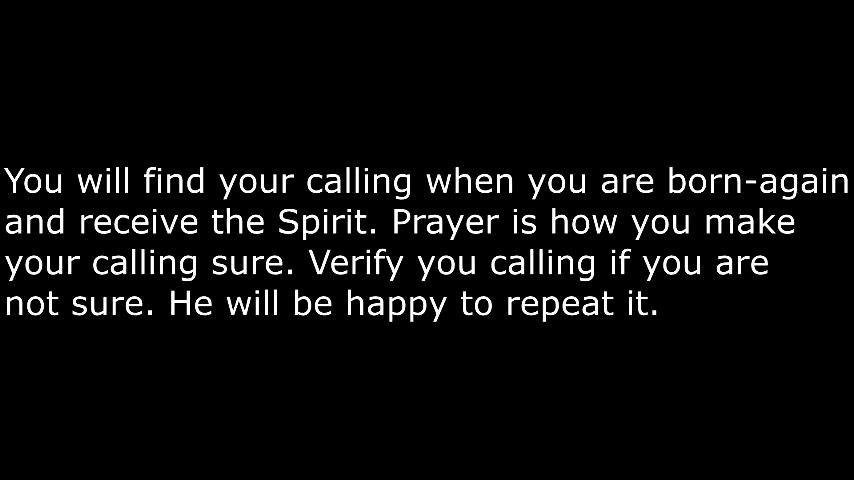 You will find your calling when you are born-again
and receive the Spirit. Prayer is how you make
your calling sure. Verify you calling if you are
not sure. He will be happy to repeat it.